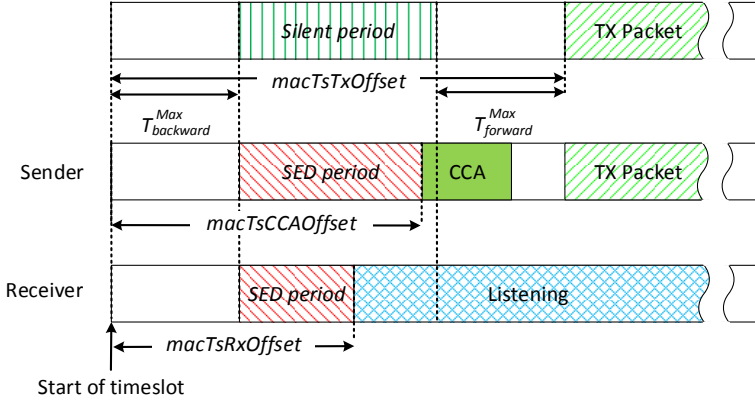 Silent period
TX Packet
macTsTxOffset
T Max backward
T Max forward
Sender
SED period
CCA
TX Packet
macTsCCAOffset
Receiver
SED period
Listening
macTsRxOffset
Start of timeslot